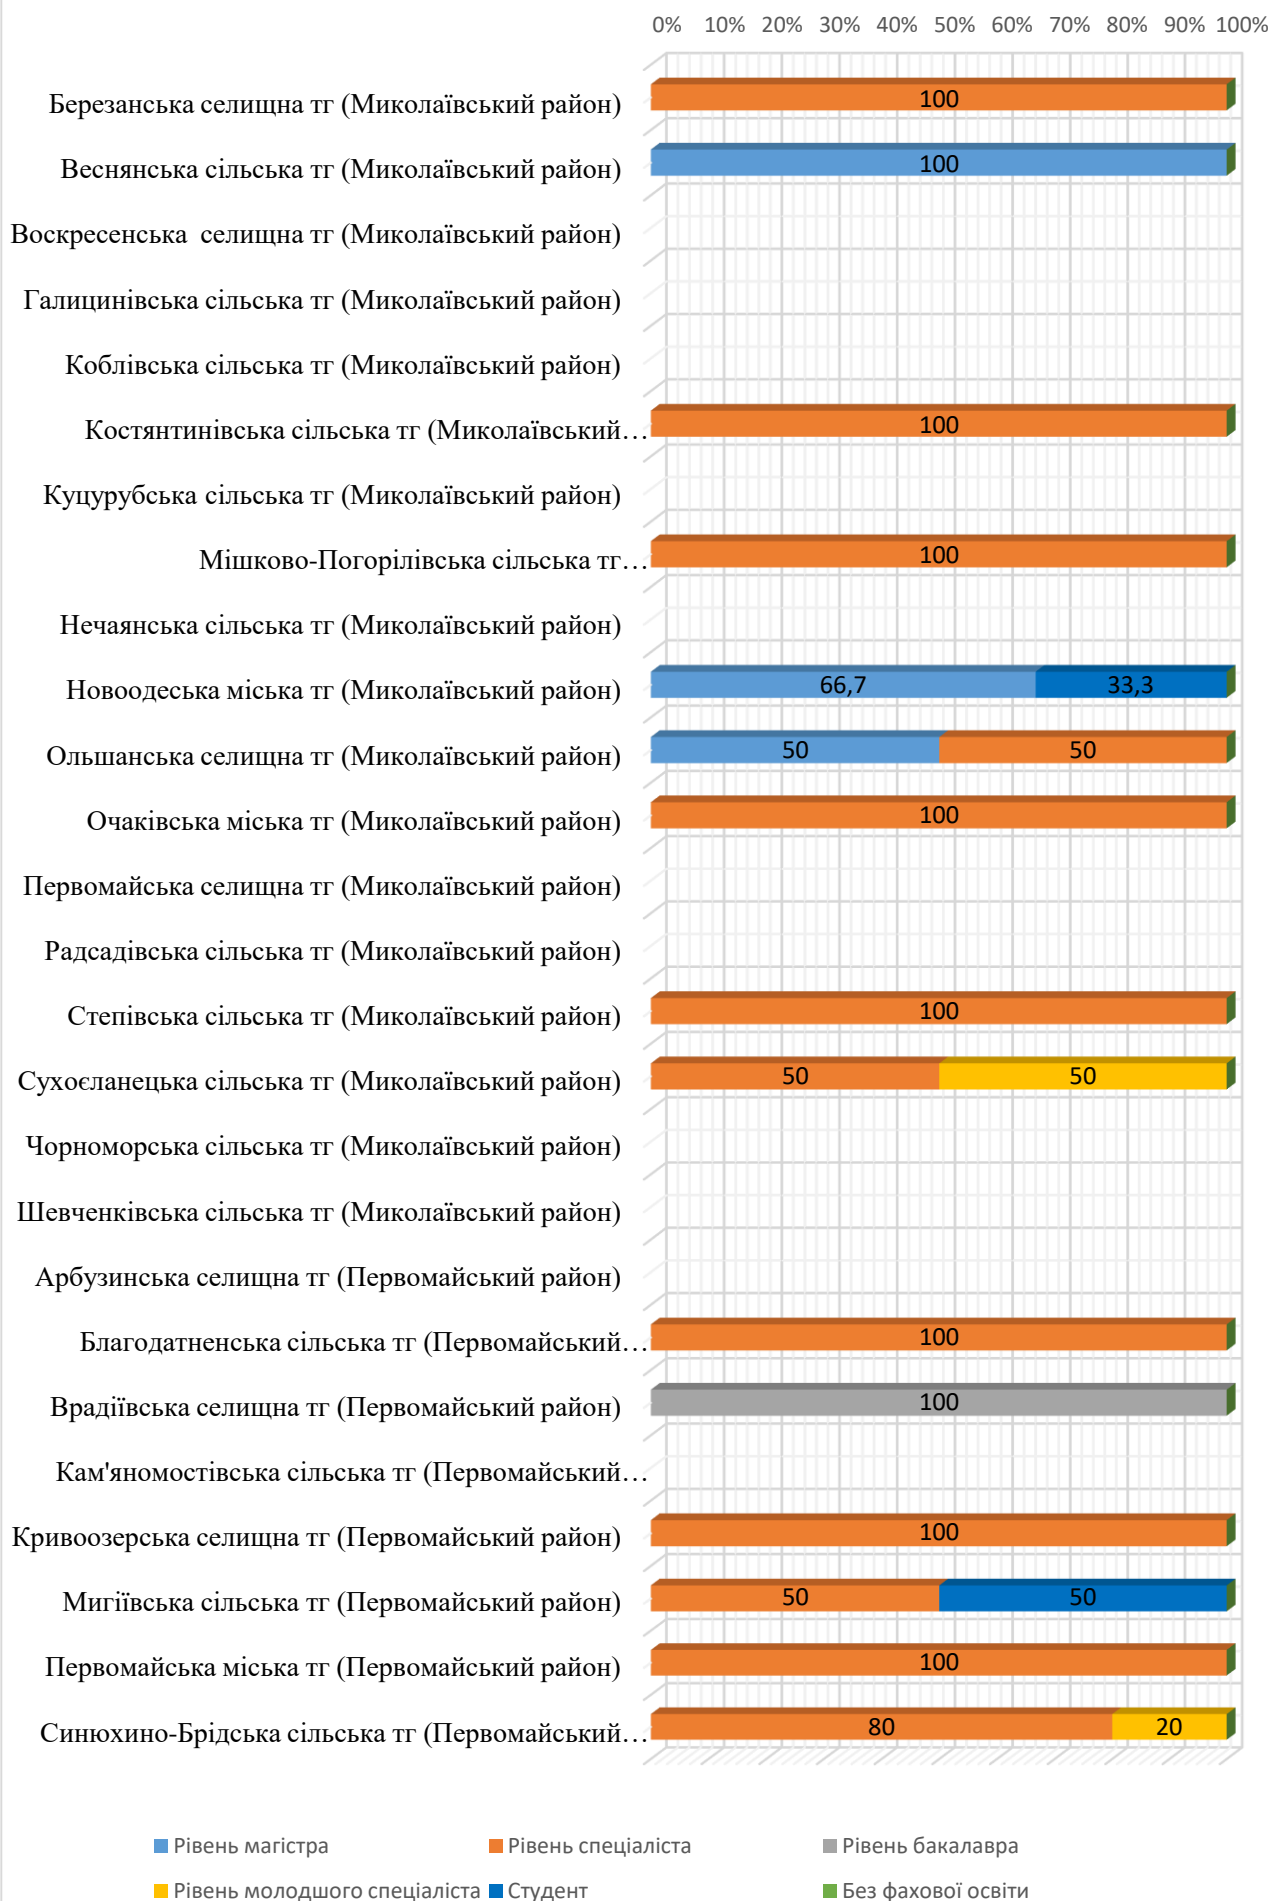 0% 10% 20% 30% 40% 50% 60% 70% 80% 90% 100%
Березанська селищна тг (Миколаївський район) 100
Веснянська сільська тг (Миколаївський район) 100
Воскресенська селищна тг (Миколаївський район)
Галицинівська сільська тг (Миколаївський район)
Коблівська сільська тг (Миколаївський район)
Костянтинівська сільська тг (Миколаївський… 100
Куцурубська сільська тг (Миколаївський район)
Мішково-Погорілівська сільська тг… 100
Нечаянська сільська тг (Миколаївський район)
Новоодеська міська тг (Миколаївський район) 66,7 33,3
Ольшанська селищна тг (Миколаївський район) 50 50
Очаківська міська тг (Миколаївський район) 100
Первомайська селищна тг (Миколаївський район)
Радсадівська сільська тг (Миколаївський район)
Степівська сільська тг (Миколаївський район) 100
Сухоєланецька сільська тг (Миколаївський район) 50 50
Чорноморська сільська тг (Миколаївський район)
Шевченківська сільська тг (Миколаївський район)
Арбузинська селищна тг (Первомайський район)
Благодатненська сільська тг (Первомайський… 100
Врадіївська селищна тг (Первомайський район) 100
Кам'яномостівська сільська тг (Первомайський…
Кривоозерська селищна тг (Первомайський район) 100
Мигіївська сільська тг (Первомайський район) 50 50
Первомайська міська тг (Первомайський район) 100
Синюхино-Брідська сільська тг (Первомайський… 80 20
Рівень магістра Рівень спеціаліста Рівень бакалавра
Рівень молодшого спеціаліста Студент Без фахової освіти